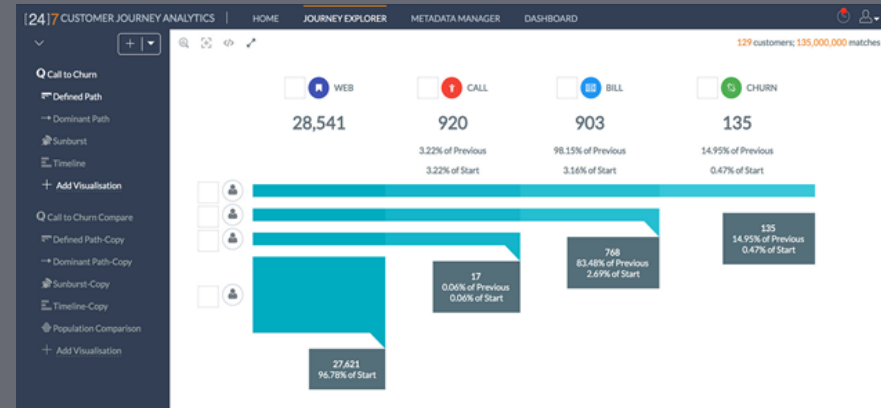 [24]7 CUSTOMER JOURNEY ANALYTICS | HOME JOURNEY EXPLORER METADATA MANAGER DASHBOARD
129 customers; 135,000,000 matches
Call to Churn
Defined Path
Dominant Path
Sunburst
Timeline
+ Add Visualisation
Call to Churn Compare
Defined Path-Copy
Dominant Path-Copy
Sunburst-Copy
Timeline-Copy
Population Comparison
+ Add Visualisation
WEB CALL BILL CHURN
28,541 920 903 135
3.22% of Previous 98.15% of Previous 14.95% of Previous
3.22% of Start 3.16% of Start 0.47% of Start
135
14.95% of Previous
0.47% of Start
768
83.48% of Previous
2.69% of Start
17
0.06% of Previous
0.06% of Start
27,621
96.78% of Start